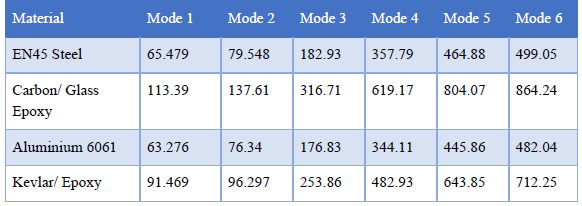 Material Mode 1 Mode 2 Mode 3 Mode 4 Mode 5 Mode 6
EN45 Steel 65.479 79.548 182.93 357.79 464.88 499.05
Carbon/ Glass 113.39 137.61 316.71 619.17 804.07 864.24
Epoxy
Aluminium 6061 63.276 76.34 176.83 344.11 445.86 482.04
Kevlar/ Epoxy 91.469 96.297 253.86 482.93 643.85 712.25